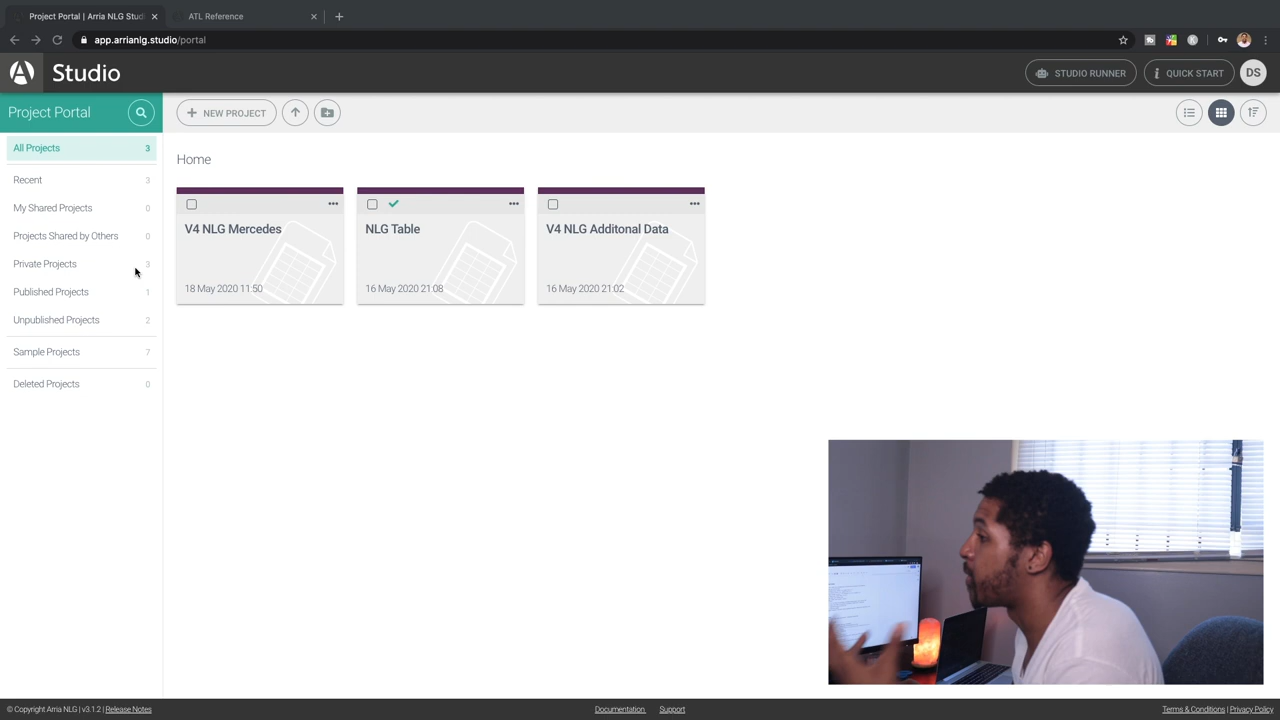 Project Portal | Arria NLG Stud
ATL Reference
app.arrianlg.studio/portal
Studio
STUDIO RUNNER
QUICK START
DS
Project Portal
NEW PROJECT
All Projects 3
Recent 3
My Shared Projects 0
Projects Shared by Others 0
Private Projects 3
Published Projects 1
Unpublished Projects 2
Sample Projects 7
Deleted Projects 0
Home
V4 NLG Mercedes
18 May 2020 11:50
NLG Table
16 May 2020 21:08
V4 NLG Additonal Data
16 May 2020 21:02
© Copyright Arria NLG | v3.1.2 | Release Notes
Documentation
Support
Terms & Conditions | Privacy Policy